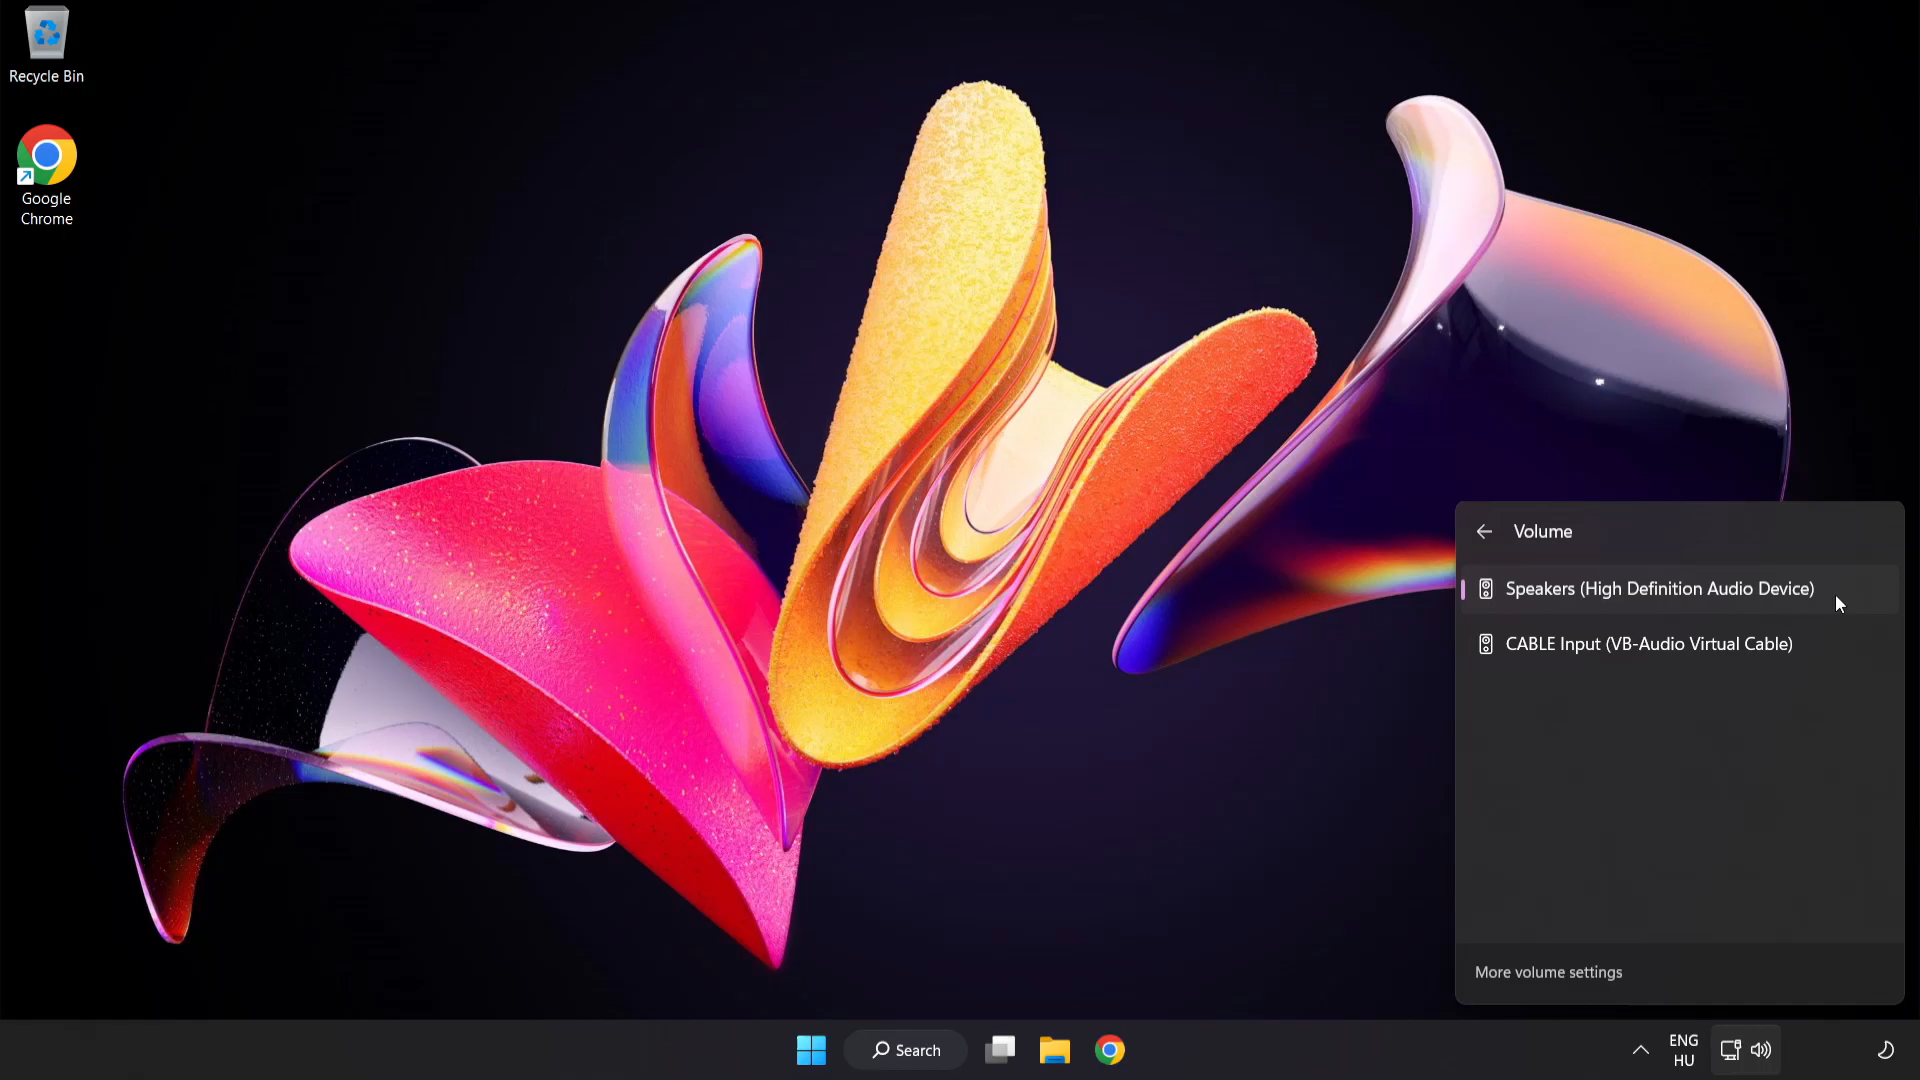 Recycle Bin
Google
Chrome
Volume
Speakers (High Definition Audio Device)
CABLE Input (VB-Audio Virtual Cable)
More volume settings
Search
ENG
HU